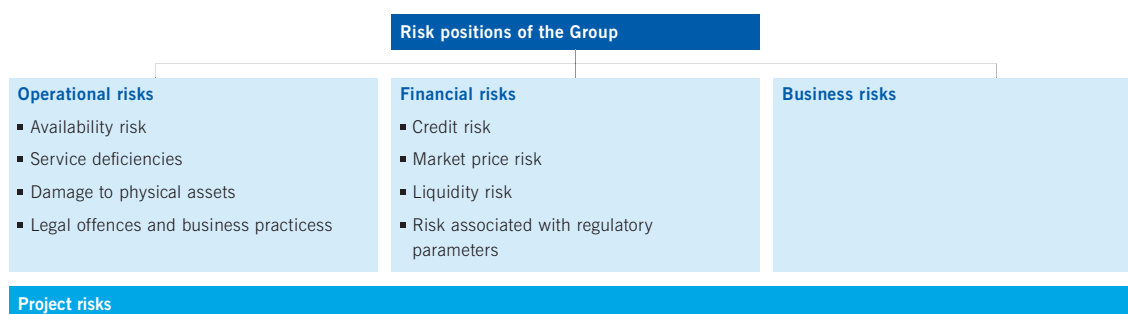 Risk positions of the Group
Operational risks
▪ Availability risk
▪ Service deficiencies
▪ Damage to physical assets
▪ Legal offences and business practicess
Financial risks
▪ Credit risk
▪ Market price risk
▪ Liquidity risk
▪ Risk associated with regulatory
parameters
Business risks
Project risks